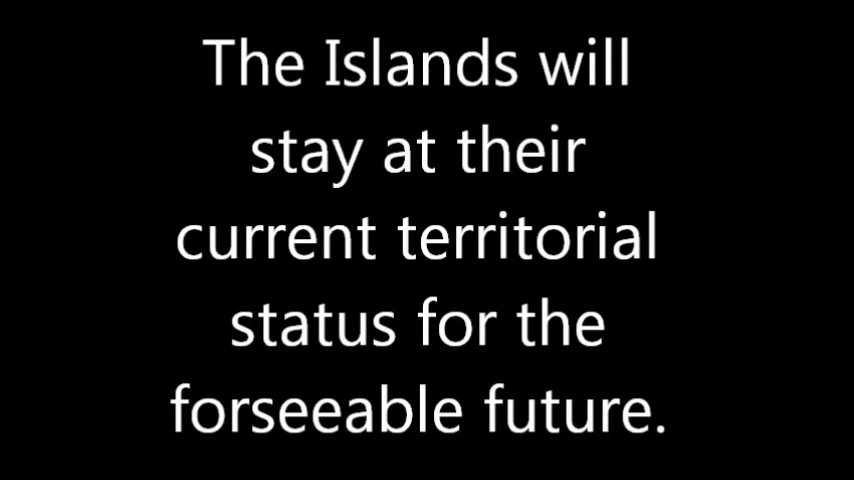 The Islands will
stay at their
current territorial
status for the
forseeable future.